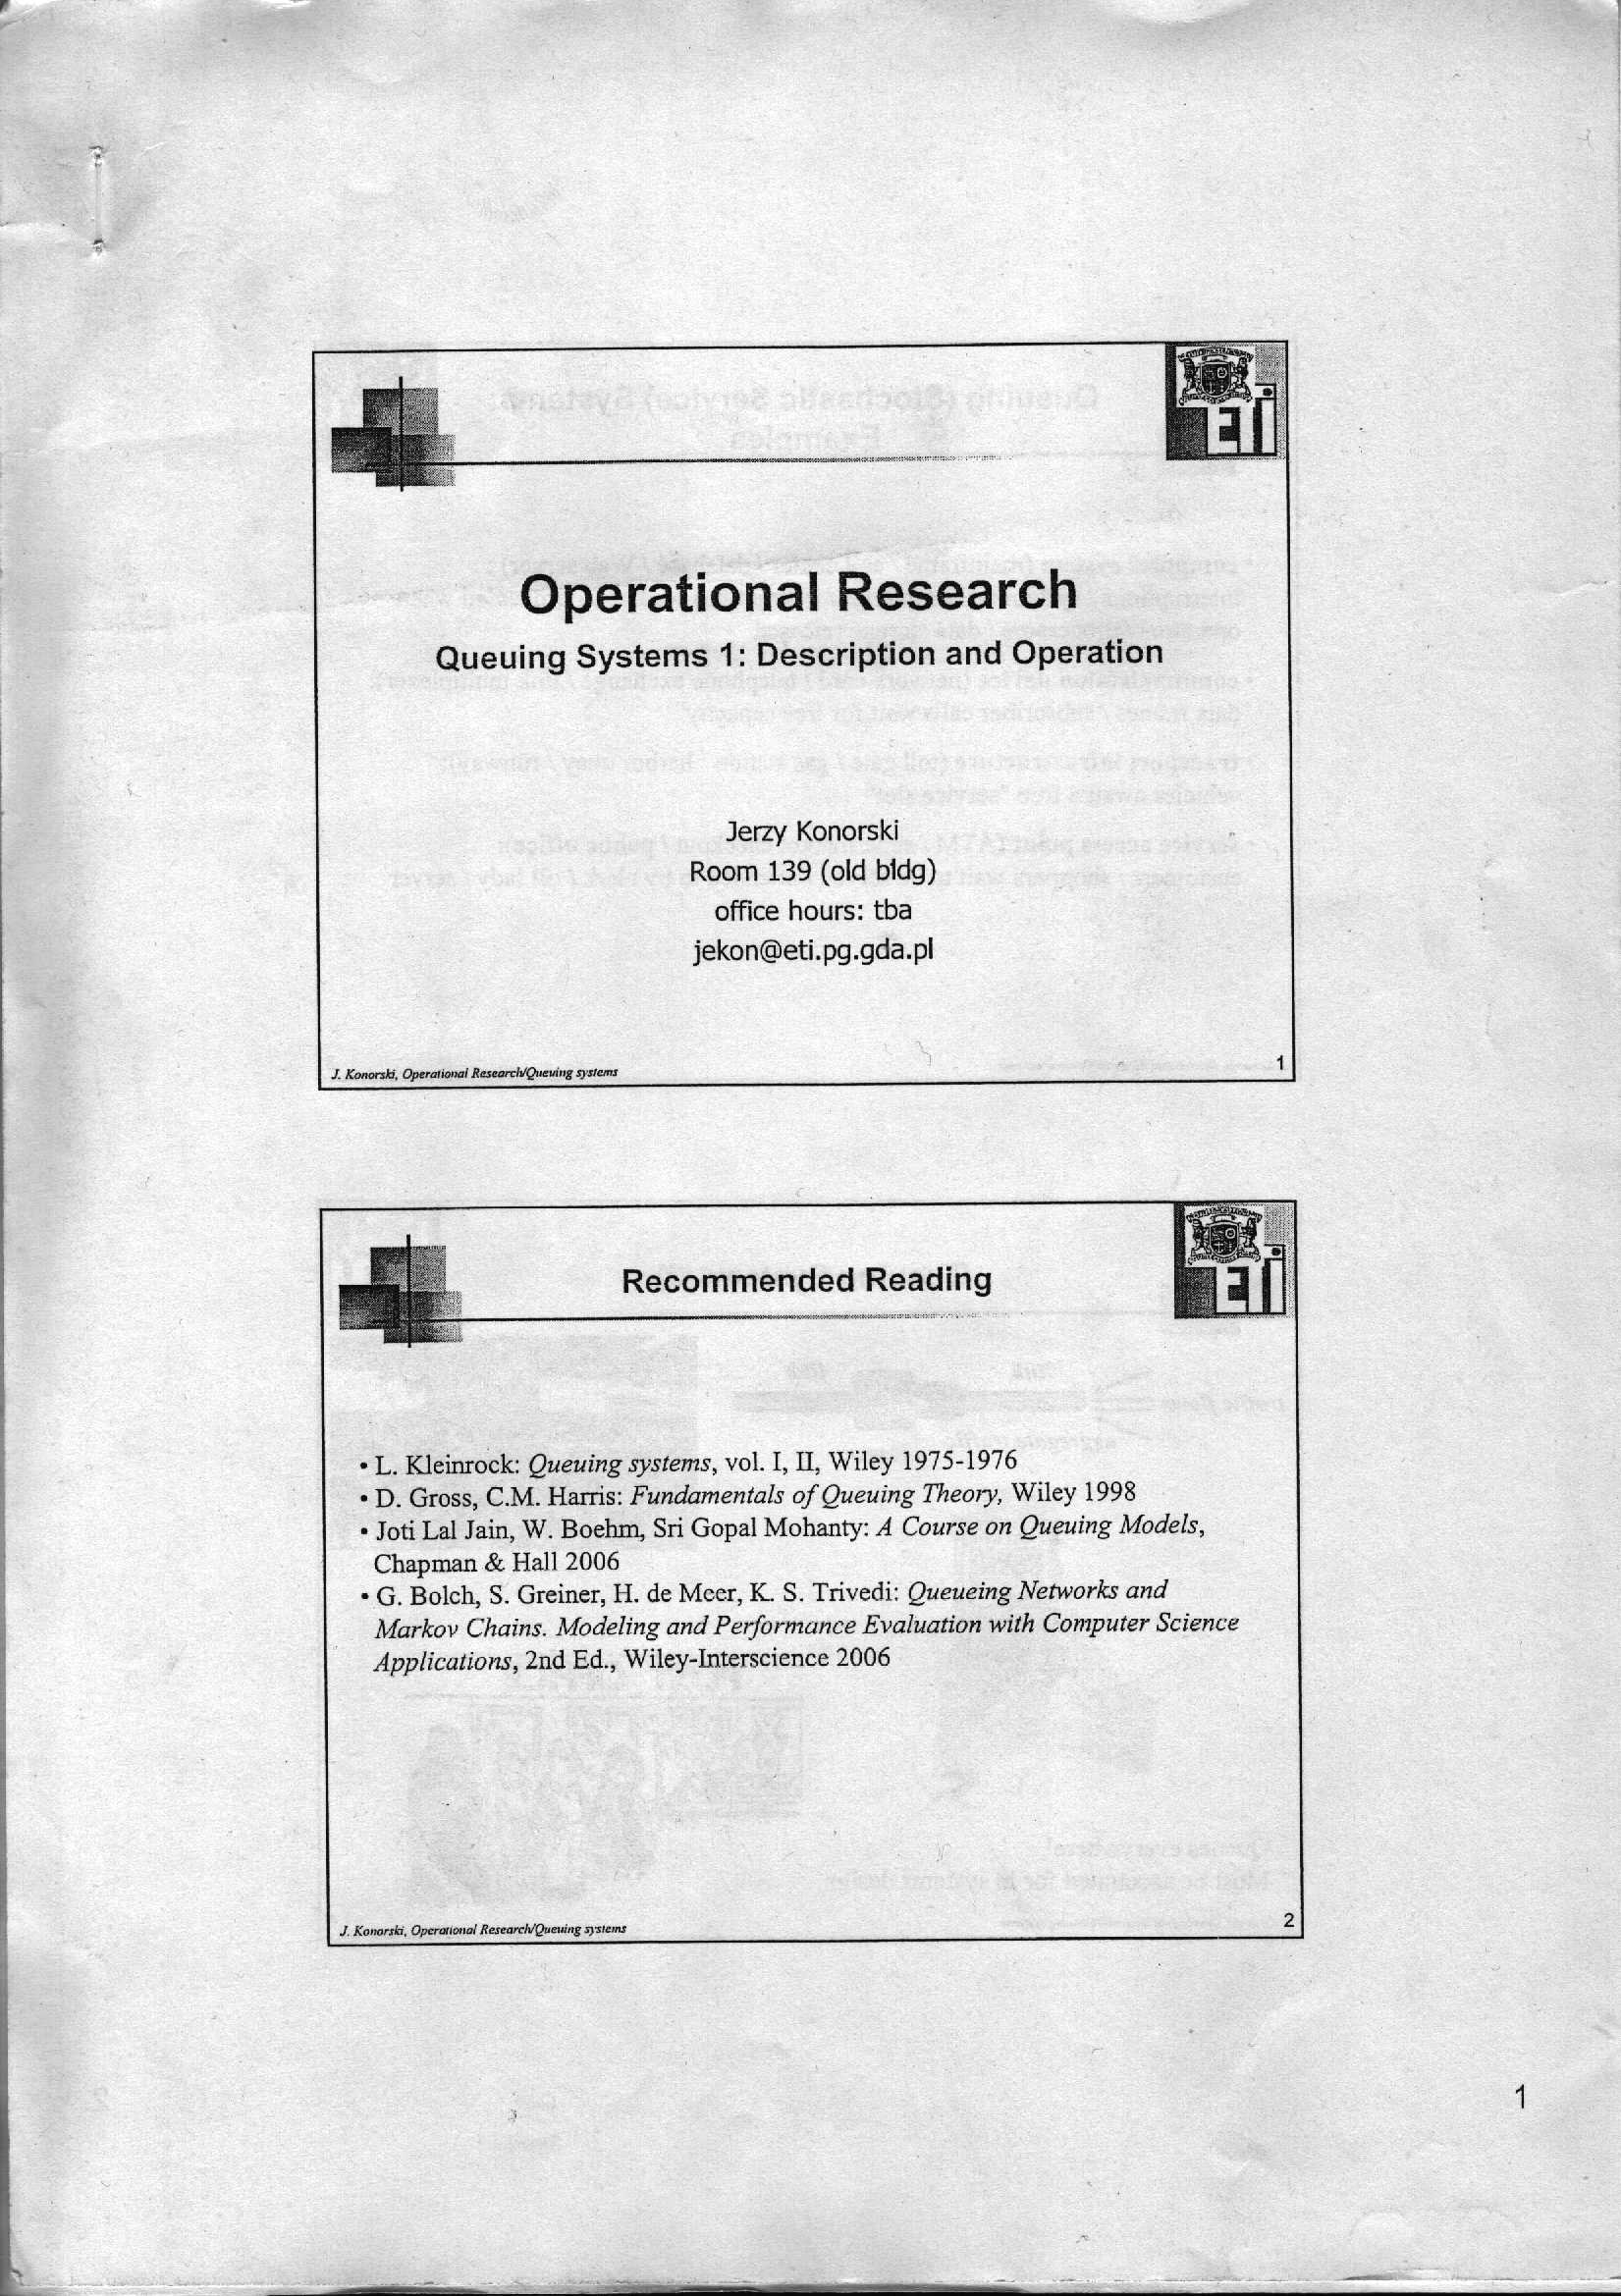 ETI
Operational Research
Queuing Systems 1: Description and Operation
Jerzy Konorski
Room 139 (old bldg)
office hours: tba
jekon@eti.pg.gda.pl
J. Konorski, Operational Research/Queuing systems
1
ETI
Recommended Reading
• L. Kleinrock: Queuing systems, vol. I, II, Wiley 1975-1976
• D. Gross, C.M. Harris: Fundamentals of Queuing Theory, Wiley 1998
• Joti Lal Jain, W. Boehm, Sri Gopal Mohanty: A Course on Queuing Models,
Chapman & Hall 2006
• G. Bolch, S. Greiner, H. de Meer, K. S. Trivedi: Queueing Networks and
Markov Chains. Modeling and Performance Evaluation with Computer Science
Applications, 2nd Ed., Wiley-Interscience 2006
J. Konorski, Operational Research/Queuing systems
2
1